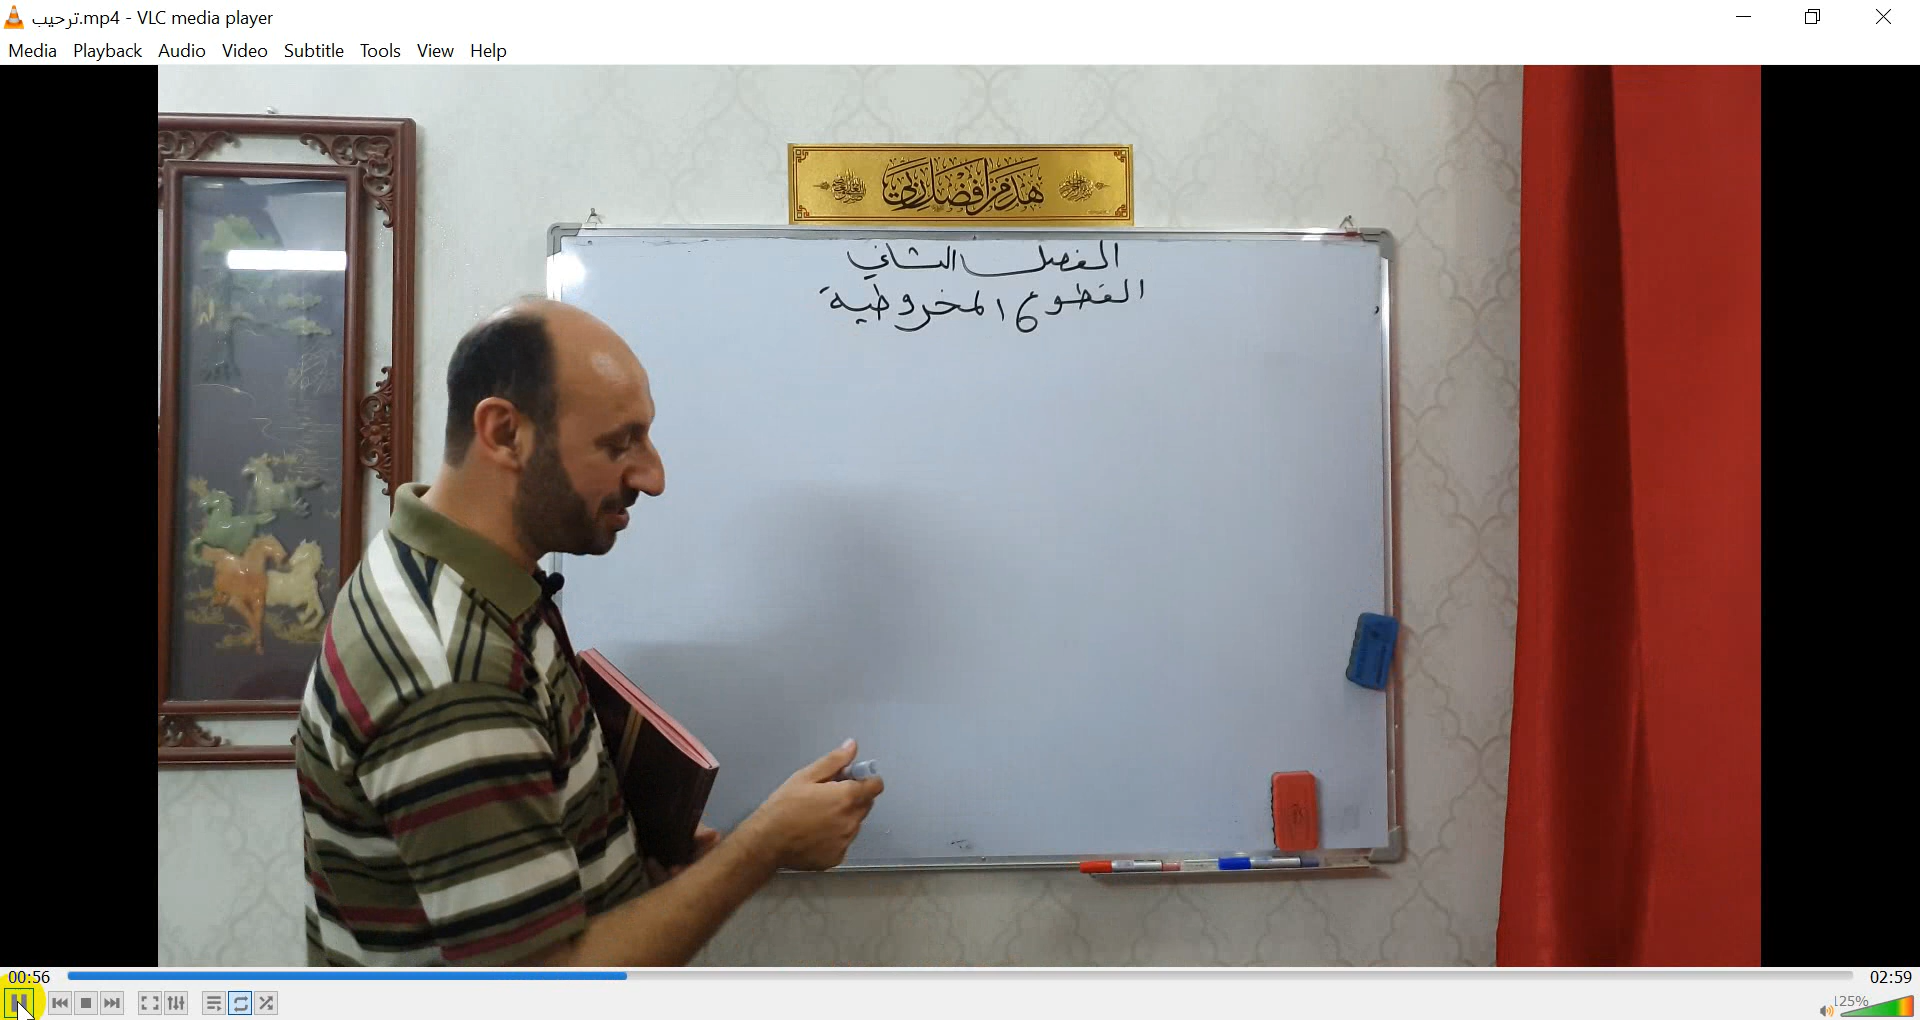 ترحيب.mp4 - VLC media player
Media Playback Audio Video Subtitle Tools View Help
هذا من فضل ربي
الفصل الثاني
القطوع المخروطية
00:56
02:59
125%